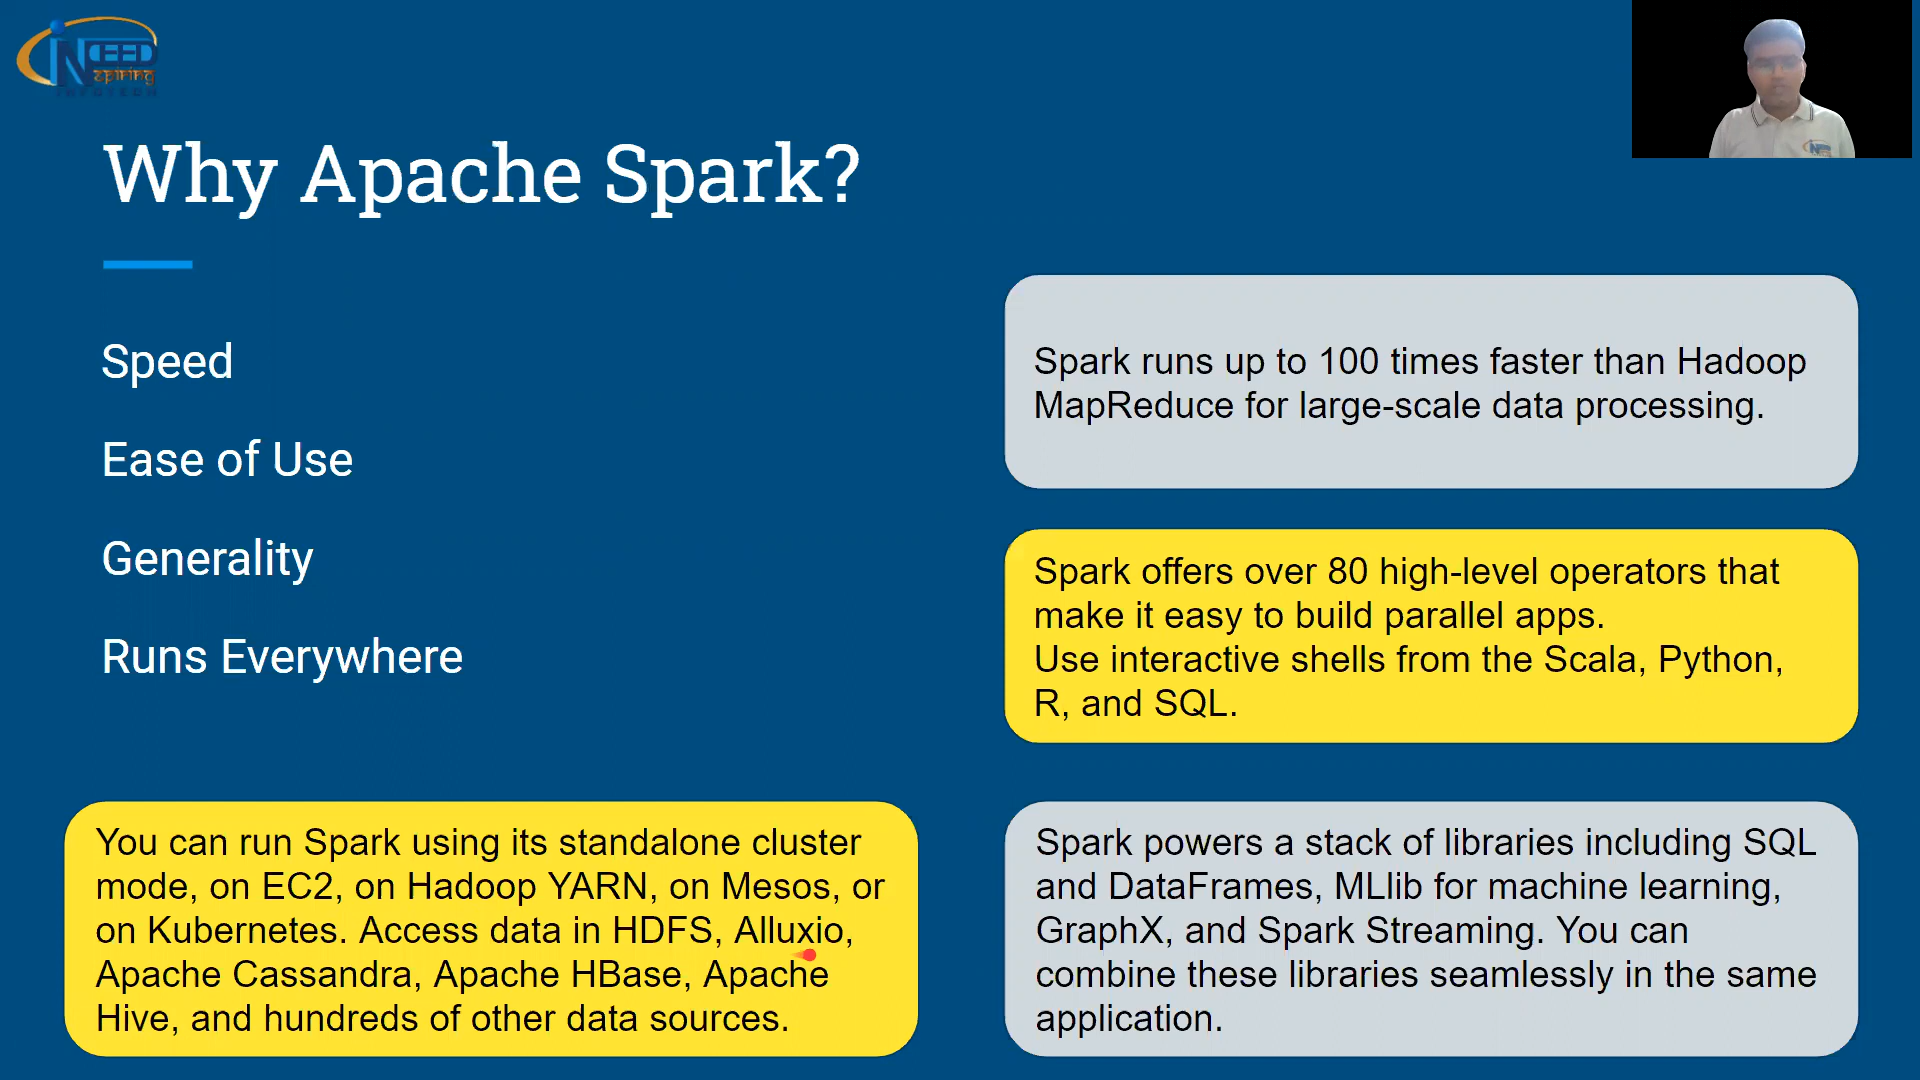 iNCEED
inzpiring
INFOTECH
Why Apache Spark?
Speed
Ease of Use
Generality
Runs Everywhere
Spark runs up to 100 times faster than Hadoop
MapReduce for large-scale data processing.
Spark offers over 80 high-level operators that
make it easy to build parallel apps.
Use interactive shells from the Scala, Python,
R, and SQL.
You can run Spark using its standalone cluster
mode, on EC2, on Hadoop YARN, on Mesos, or
on Kubernetes. Access data in HDFS, Alluxio,
Apache Cassandra, Apache HBase, Apache
Hive, and hundreds of other data sources.
Spark powers a stack of libraries including SQL
and DataFrames, MLlib for machine learning,
GraphX, and Spark Streaming. You can
combine these libraries seamlessly in the same
application.